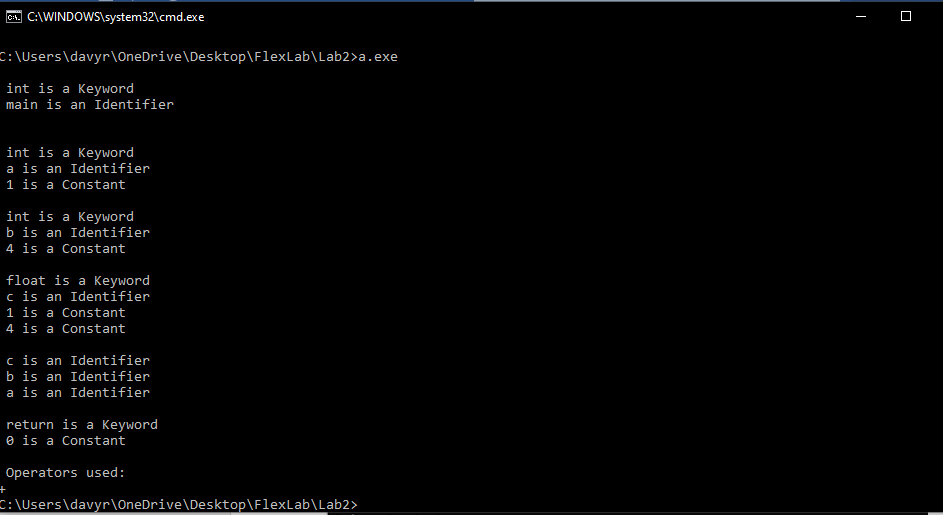 C:\WINDOWS\system32\cmd.exe
C:\Users\davyr\OneDrive\Desktop\FlexLab\Lab2>a.exe
int is a Keyword
main is an Identifier
int is a Keyword
a is an Identifier
1 is a Constant
int is a Keyword
b is an Identifier
4 is a Constant
float is a Keyword
c is an Identifier
1 is a Constant
4 is a Constant
c is an Identifier
b is an Identifier
a is an Identifier
return is a Keyword
0 is a Constant
Operators used:
+
C:\Users\davyr\OneDrive\Desktop\FlexLab\Lab2>